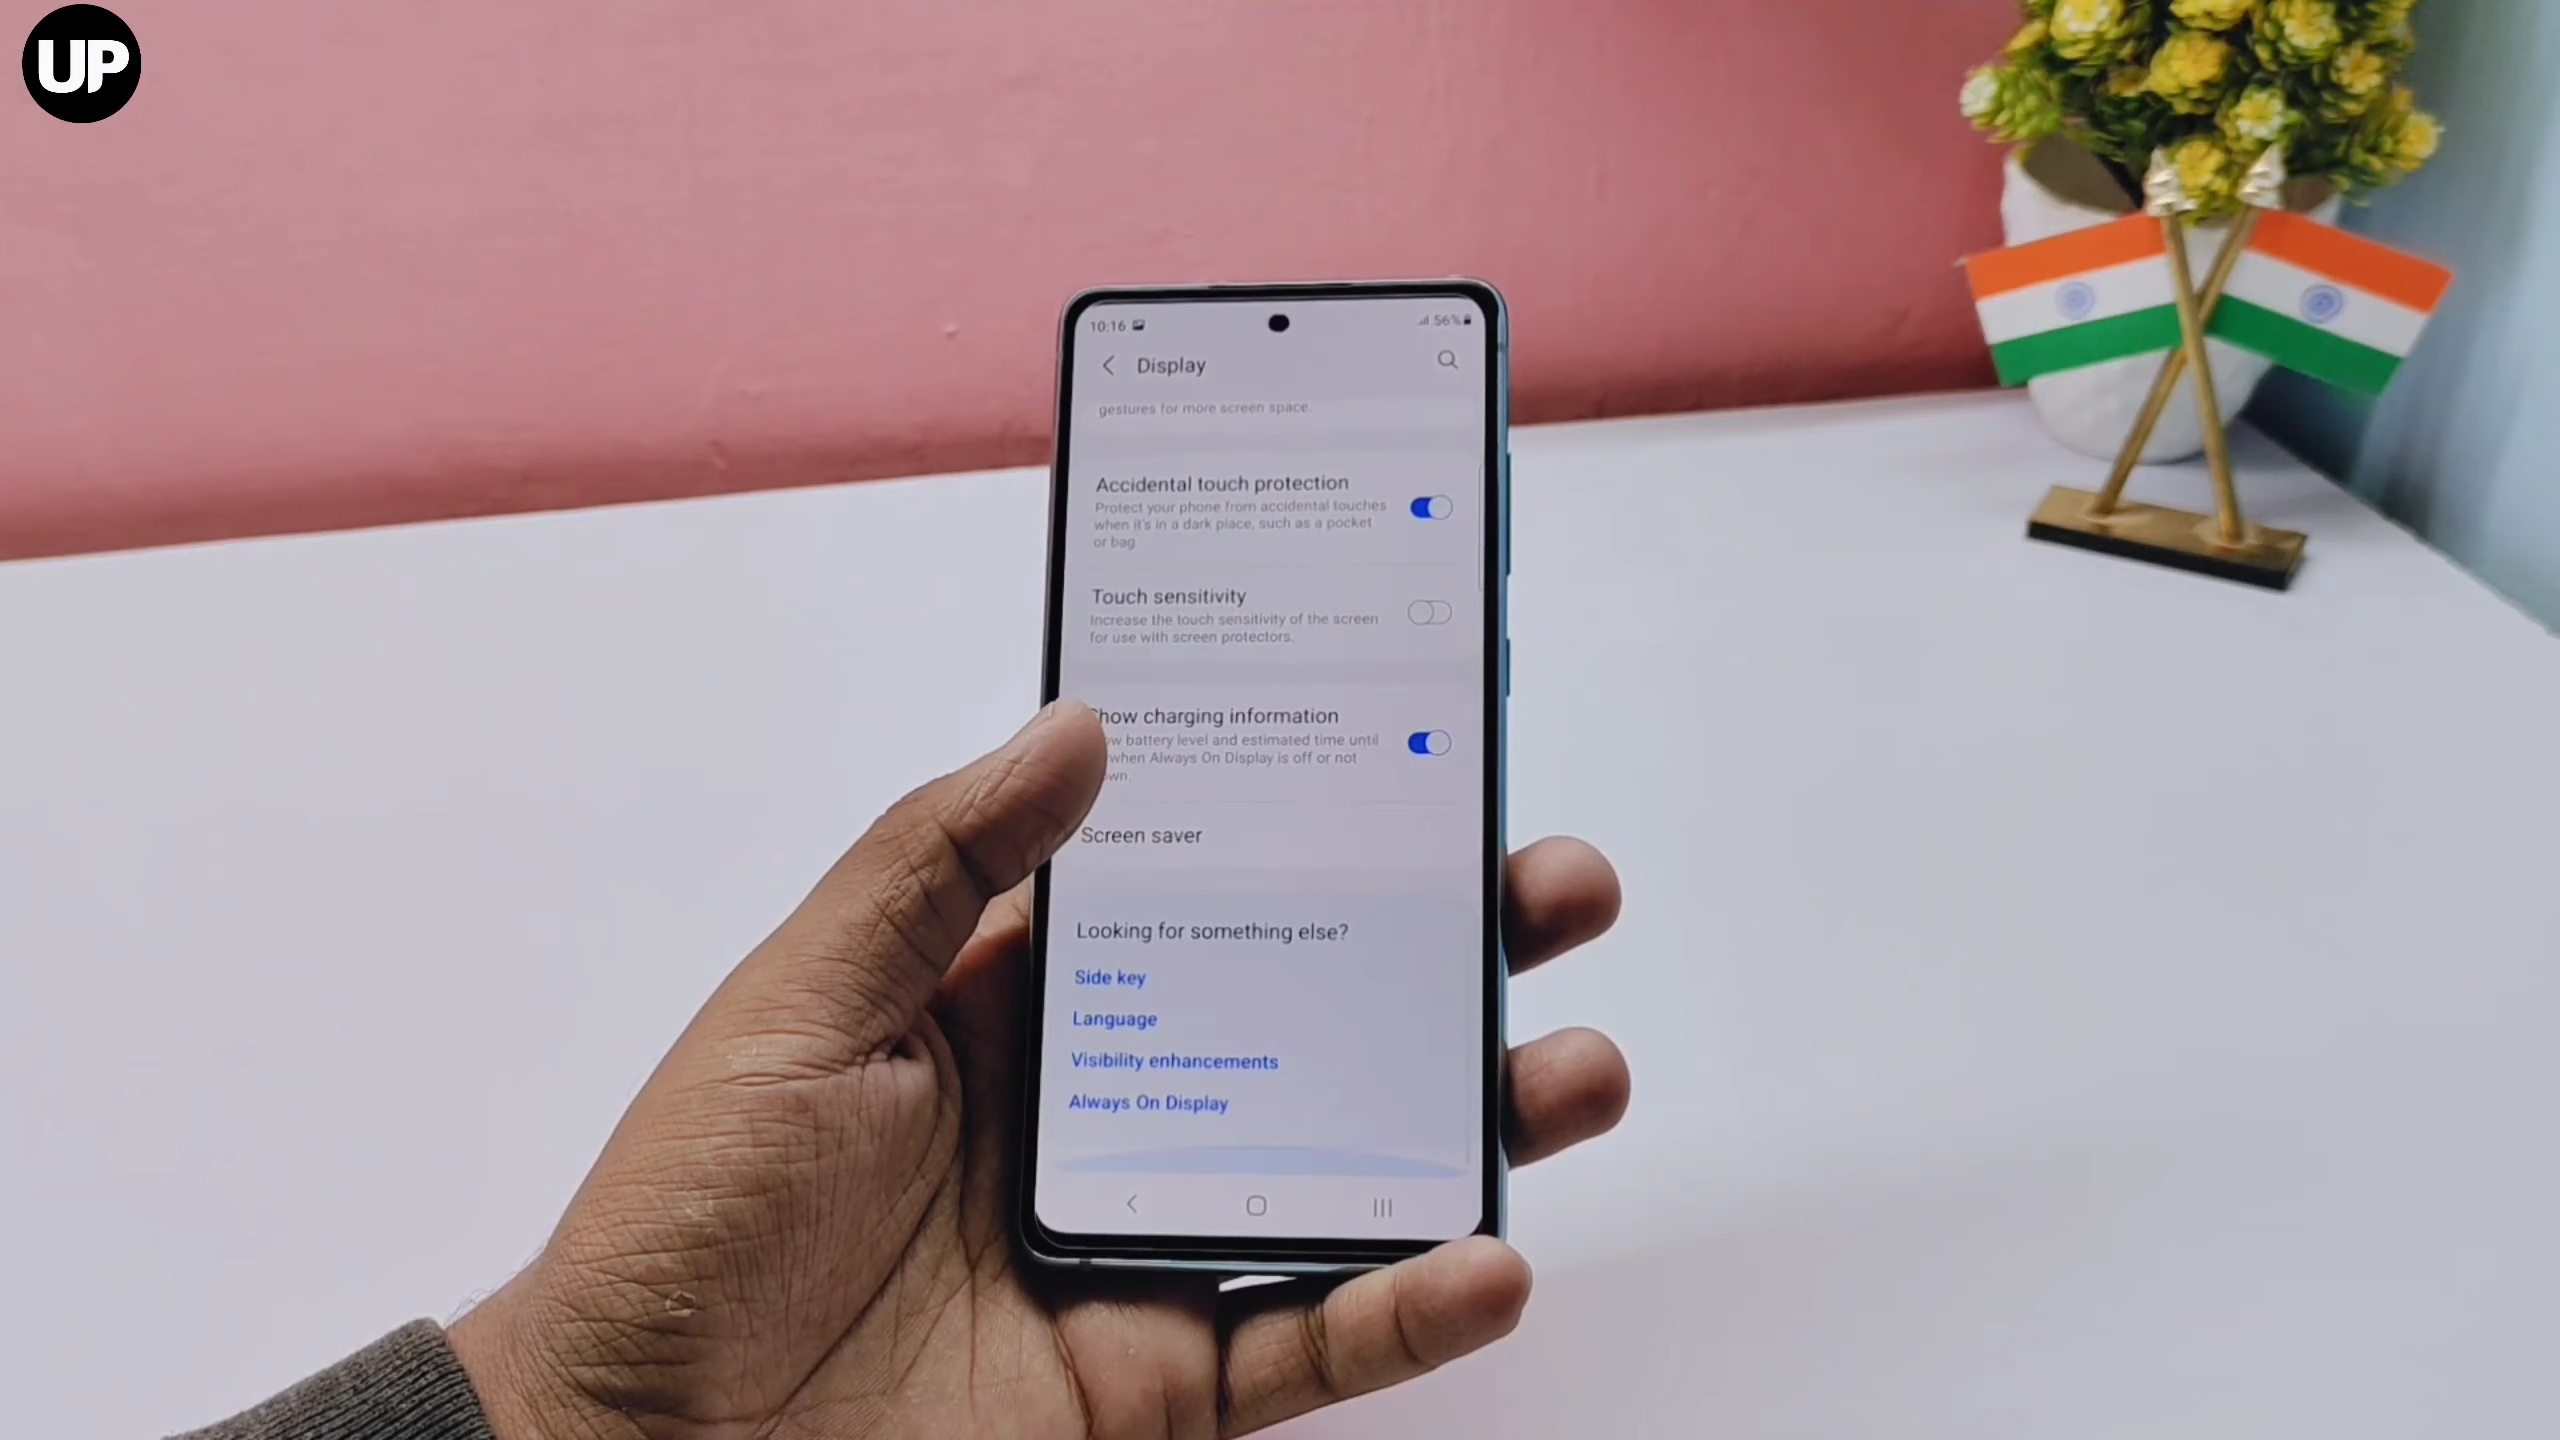 UP
10:16
56%
Display
gestures for more screen space.
Accidental touch protection
Protect your phone from accidental touches
when it's in a dark place, such as a pocket
or bag
Touch sensitivity
Increase the touch sensitivity of the screen
for use with screen protectors.
how charging information
battery level and estimated time until
when Always On Display is off or not
Screen saver
Looking for something else?
Side key
Language
Visibility enhancements
Always On Display